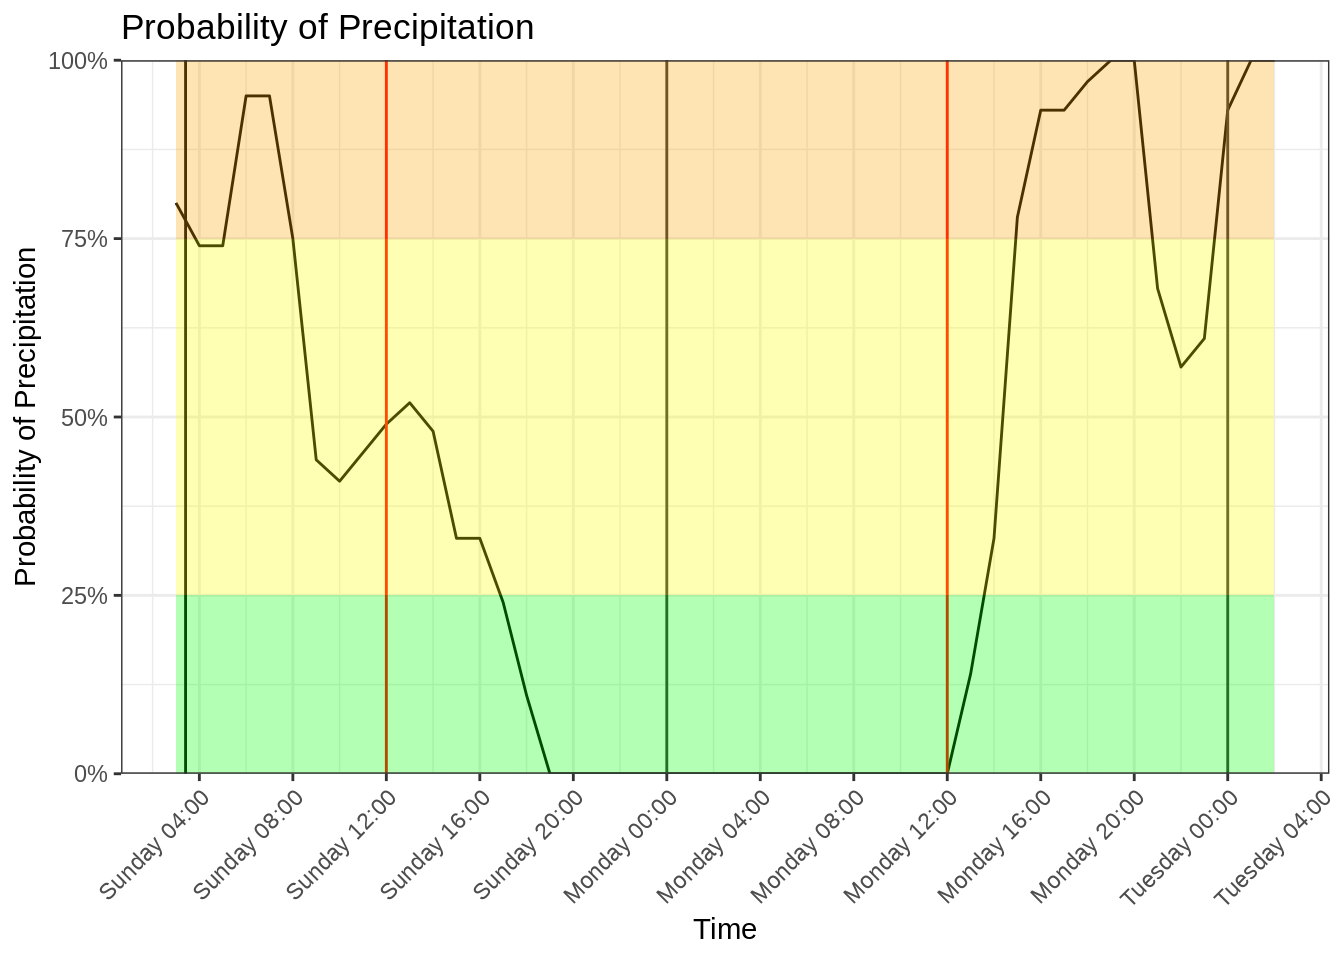 Probability of Precipitation
100%
75%
50%
25%
0%
Probability of Precipitation
Sunday 04:00
Sunday 08:00
Sunday 12:00
Sunday 16:00
Sunday 20:00
Monday 00:00
Monday 04:00
Monday 08:00
Monday 12:00
Monday 16:00
Monday 20:00
Tuesday 00:00
Tuesday 04:00
Time